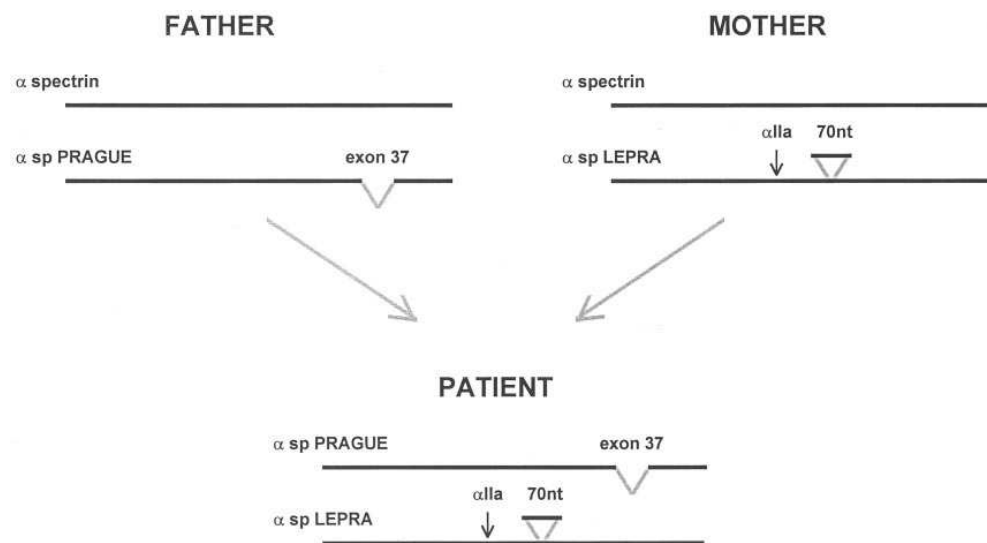 FATHER
MOTHER
α spectrin
α spectrin
α sp PRAGUE exon 37
α sp LEPRA αIIa 70nt
PATIENT
α sp PRAGUE exon 37
αIIa 70nt
α sp LEPRA